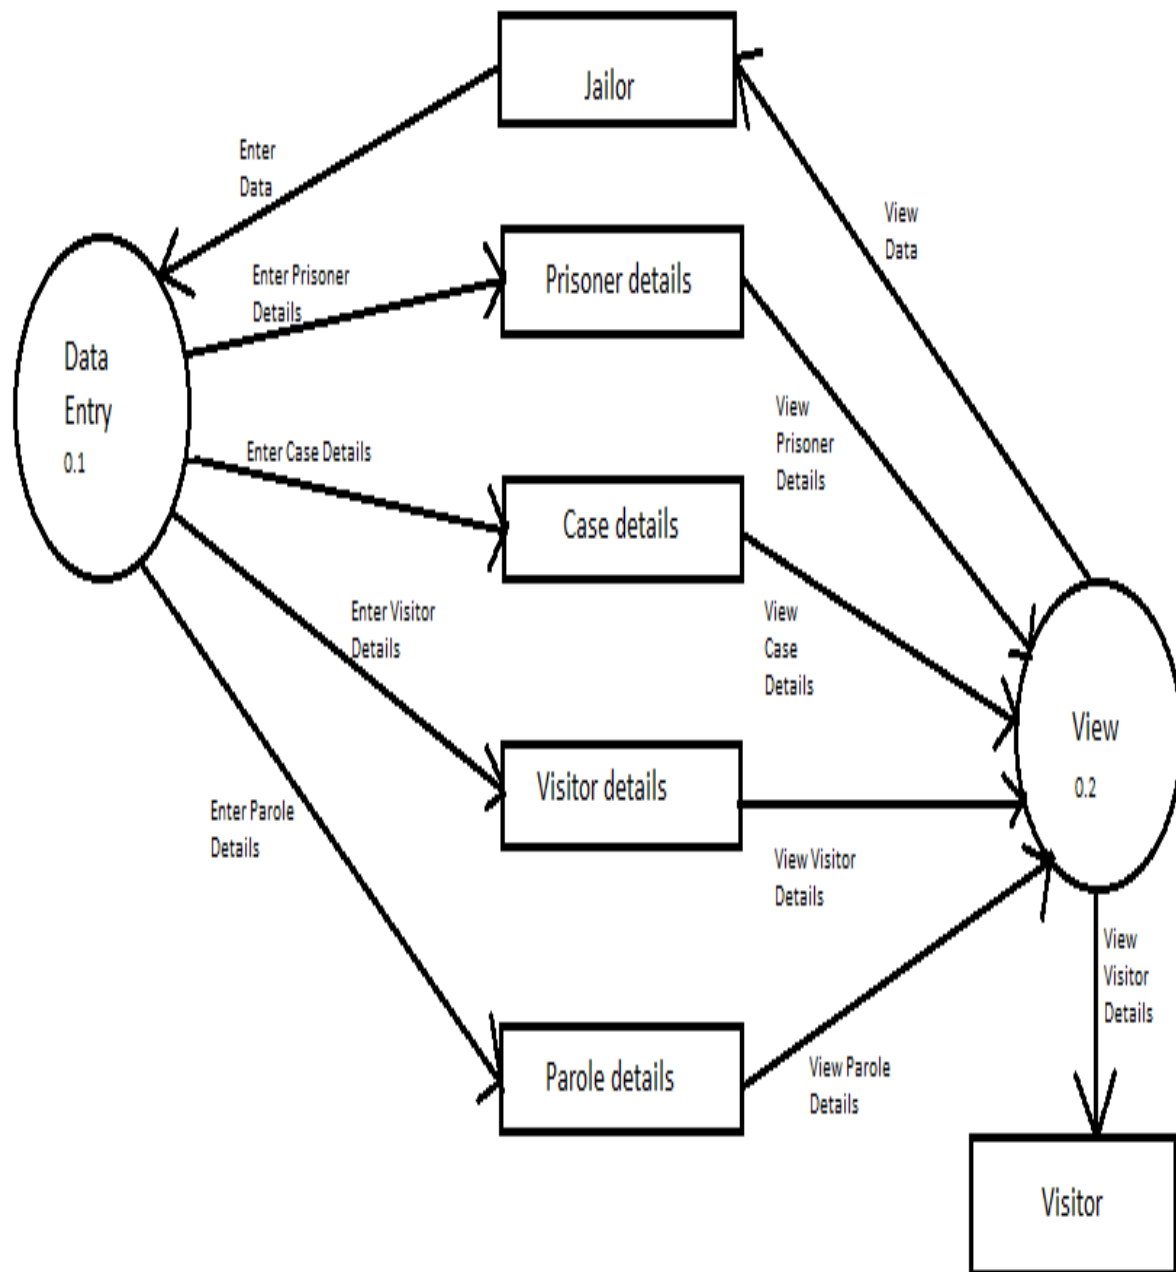 Jailor
Enter
Data
View
Data
Enter Prisoner
Details
Prisoner details
Data
Entry
0.1
View
Prisoner
Details
Enter Case Details
Case details
Enter Visitor
Details
View
Case
Details
View
0.2
Visitor details
Enter Parole
Details
View Visitor
Details
View
Visitor
Details
Parole details
View Parole
Details
Visitor